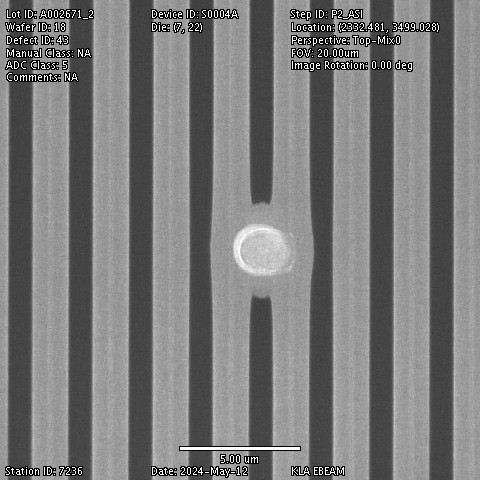 Lot ID: A002671_2
Wafer ID: 18
Defect ID: 43
Manual Class: NA
ADC Class: 5
Comments: NA
Device ID: S0004A
Die: (7, 22)
Step ID: P2_ASI
Location: (2332.481, 3499.028)
Perspective: Top-Mix0
FOV: 20.00um
Image Rotation: 0.00 deg
5.00 um
Station ID: 7236
Date: 2024-May-12
KLA EBEAM